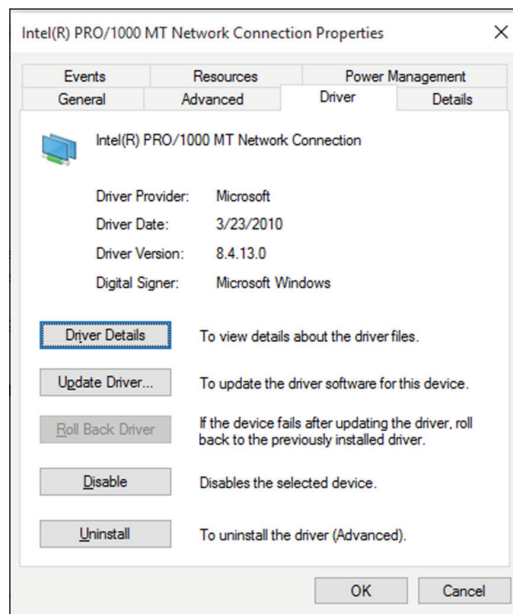 Intel(R) PRO/1000 MT Network Connection Properties
Events Resources Power Management
General Advanced Driver Details
Intel(R) PRO/1000 MT Network Connection
Driver Provider: Microsoft
Driver Date: 3/23/2010
Driver Version: 8.4.13.0
Digital Signer: Microsoft Windows
Driver Details To view details about the driver files.
Update Driver... To update the driver software for this device.
Roll Back Driver If the device fails after updating the driver, roll
back to the previously installed driver.
Disable Disables the selected device.
Uninstall To uninstall the driver (Advanced).
OK Cancel